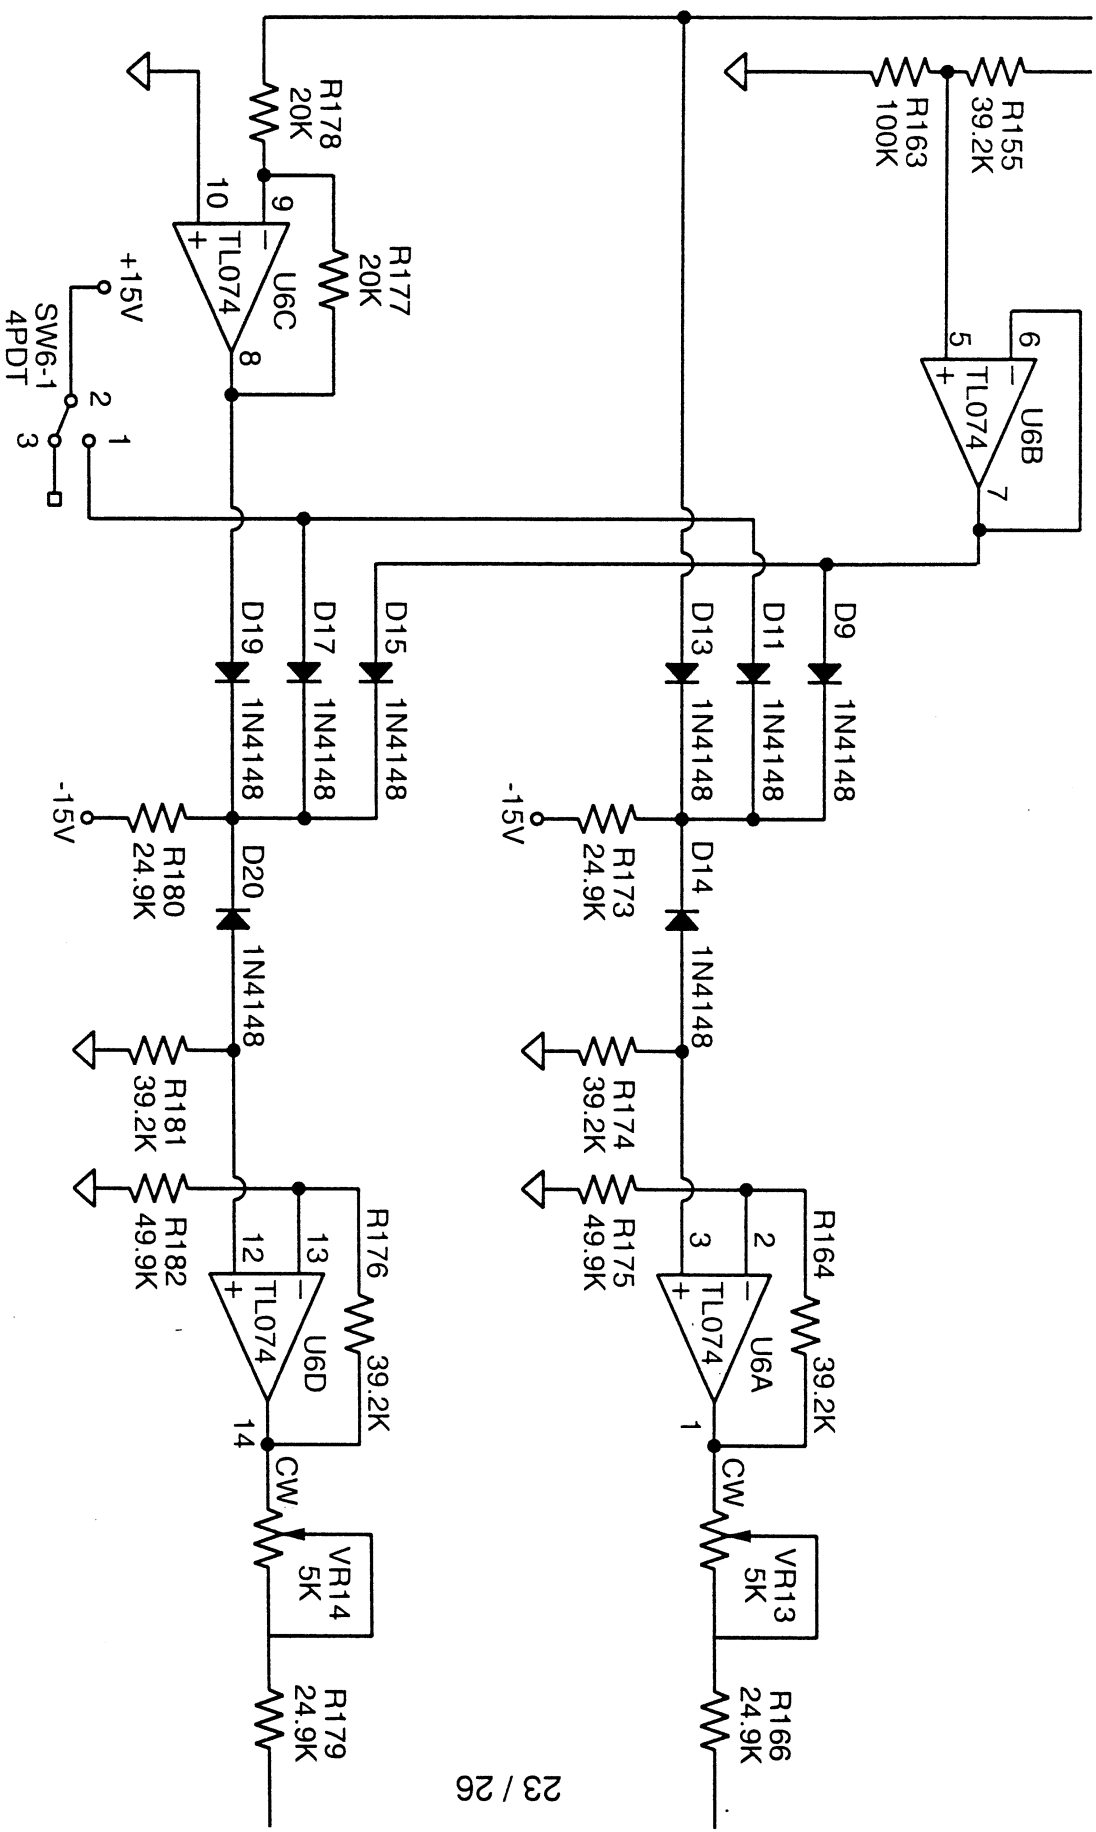 R155
39.2K
R163
100K
6
5
−
+
TL074
U6B
7
R178
20K
R177
20K
9
10
−
+
TL074
U6C
8
+15V
SW6-1
4PDT
2
1
3
D9
1N4148
D11
1N4148
D13
1N4148
D15
1N4148
D17
1N4148
D19
1N4148
-15V
R173
24.9K
D14
1N4148
-15V
R180
24.9K
D20
1N4148
R174
39.2K
R175
49.9K
R164
39.2K
2
3
−
+
TL074
U6A
1
CW
VR13
5K
R166
24.9K
R181
39.2K
R182
49.9K
R176
39.2K
13
12
−
+
TL074
U6D
14
CW
VR14
5K
R179
24.9K
23 / 26